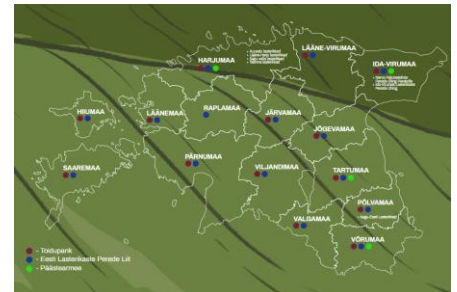 LÄÄNE-VIRUMAA
HARJUMAA
IDA-VIRUMAA
HIIUMAA
LÄÄNEMAA
RAPLAMAA
JÄRVAMAA
JÕGEVAMAA
SAAREMAA
PÄRNUMAA
VILJANDIMAA
TARTUMAA
PÕLVAMAA
VALGAMAA
VÕRUMAA
- Toidupank
- Eesti Lasterikaste Perede Liit
- Päästearmee